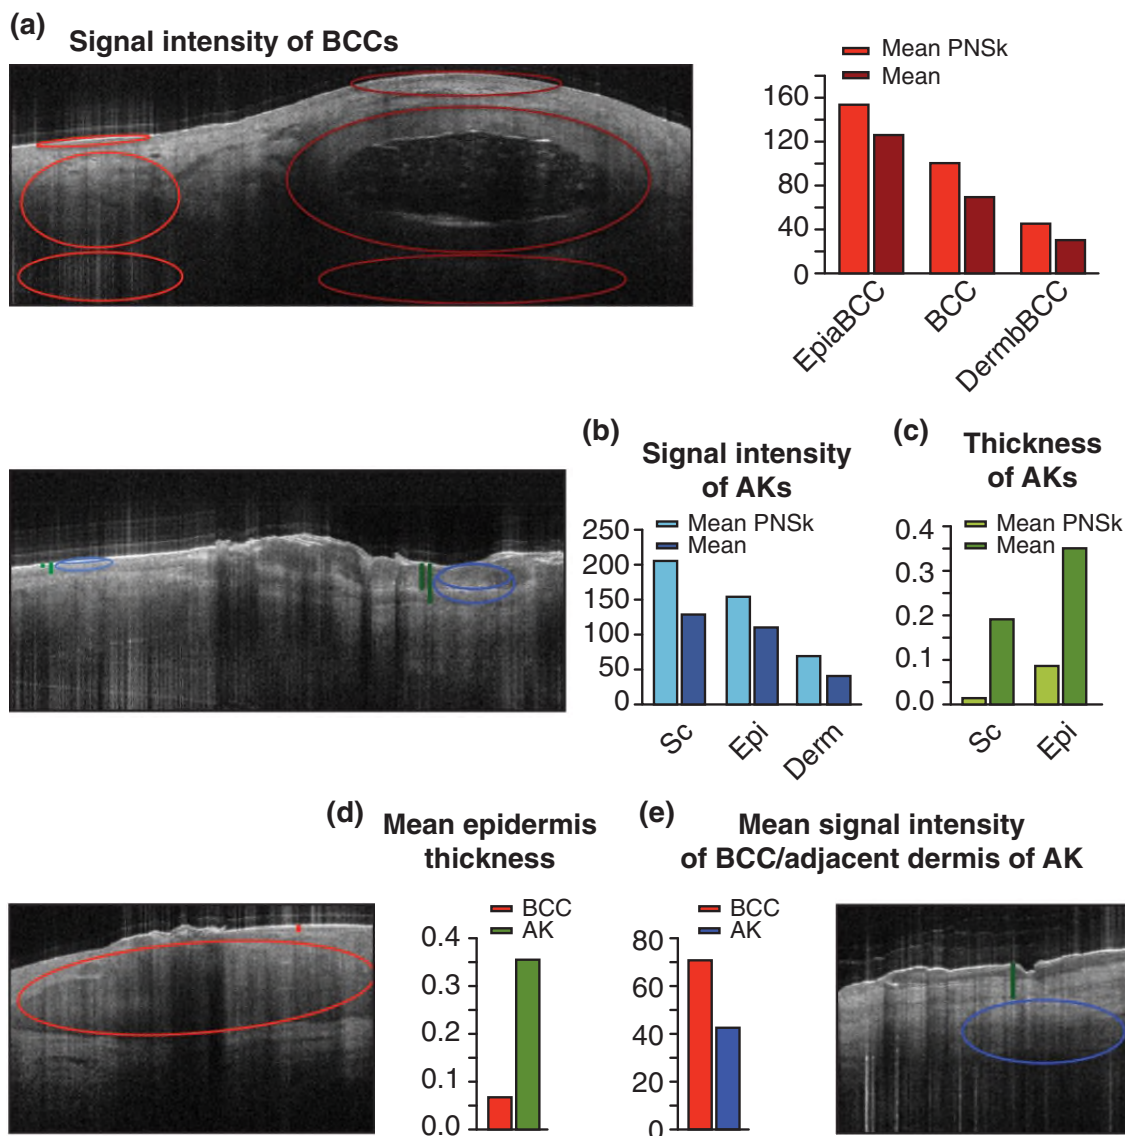 (a)
Signal intensity of BCCs
Mean PNSk
Mean
160
120
80
40
0
EpiaBCC
BCC
DermbBCC
(b)
Signal intensity
of AKs
Mean PNSk
Mean
250
200
150
100
50
0
Sc
Epi
Derm
(c)
Thickness
of AKs
Mean PNSk
Mean
0.4
0.3
0.2
0.1
0.0
Sc
Epi
(d)
Mean epidermis
thickness
BCC
AK
0.4
0.3
0.2
0.1
0.0
(e)
Mean signal intensity
of BCC/adjacent dermis of AK
BCC
AK
80
60
40
20
0